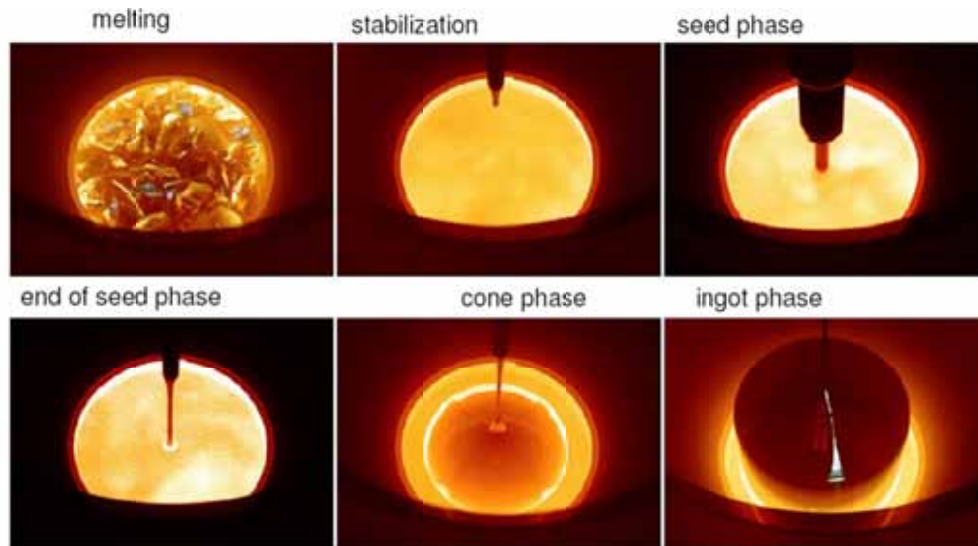 melting
stabilization
seed phase
end of seed phase
cone phase
ingot phase